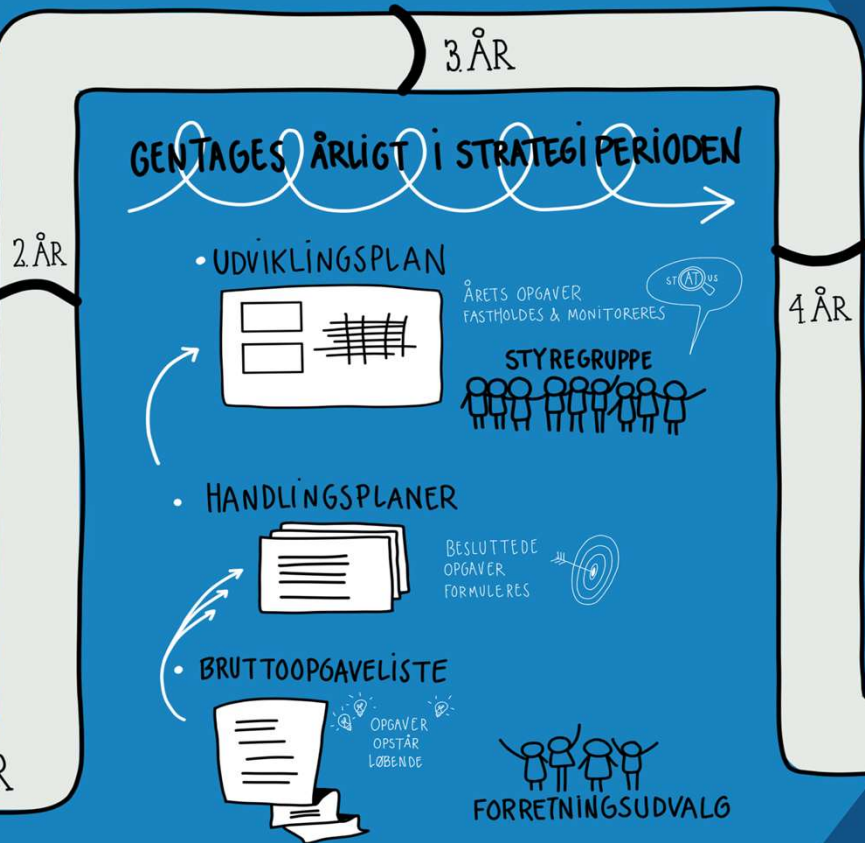 3. ÅR
GENTAGES ÅRLIGT I STRATEGIPERIODEN
2. ÅR
• UDVIKLINGSPLAN
ÅRETS OPGAVER
FASTHOLDES & MONITORERES
STATUS
4. ÅR
STYREGRUPPE
• HANDLINGSPLANER
BESLUTTEDE
OPGAVER
FORMULERES
• BRUTTOOPGAVELISTE
OPGAVER
OPSTÅR
LØBENDE
R
FORRETNINGSUDVALG